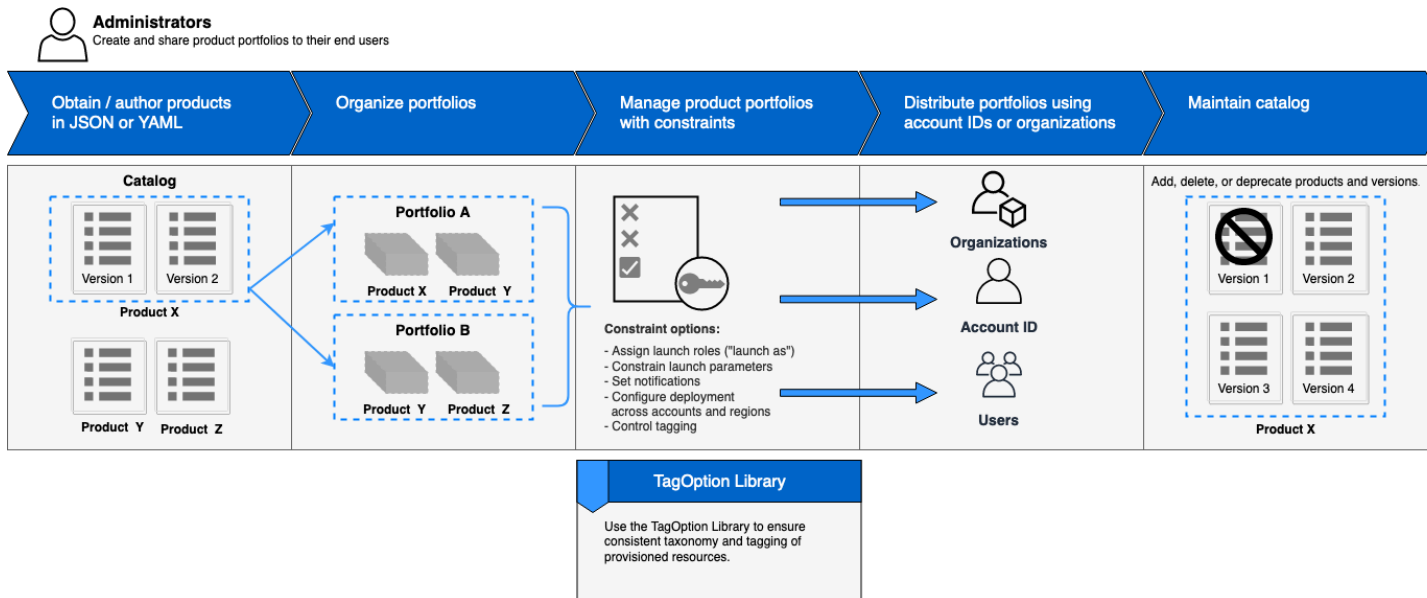 Administrators
Create and share product portfolios to their end users
Obtain / author products
in JSON or YAML
Organize portfolios
Manage product portfolios
with constraints
Distribute portfolios using
account IDs or organizations
Maintain catalog
Catalog
Version 1
Version 2
Product X
Product Y
Product Z
Portfolio A
Product X
Product Y
Portfolio B
Product Y
Product Z
Constraint options:
- Assign launch roles ("launch as")
- Constrain launch parameters
- Set notifications
- Configure deployment
across accounts and regions
- Control tagging
Organizations
Account ID
Users
Add, delete, or deprecate products and versions.
Version 1
Version 2
Version 3
Version 4
Product X
TagOption Library
Use the TagOption Library to ensure
consistent taxonomy and tagging of
provisioned resources.